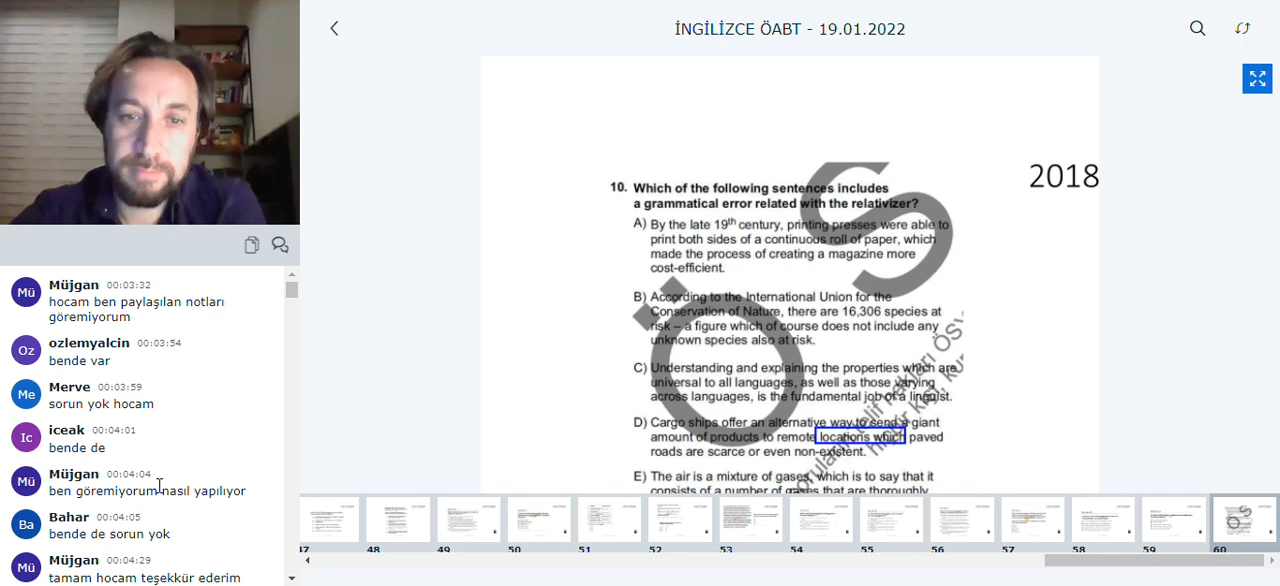 İNGİLİZCE ÖABT - 19.01.2022
2018
10. Which of the following sentences includes
a grammatical error related with the relativizer?
A) By the late 19th century, printing presses were able to
print both sides of a continuous roll of paper, which
made the process of creating a magazine more
cost-efficient.
B) According to the International Union for the
Conservation of Nature, there are 16,306 species at
risk – a figure which of course does not include any
unknown species also at risk.
C) Understanding and explaining the properties which are
universal to all languages, as well as those varying
across languages, is the fundamental job of a linguist.
D) Cargo ships offer an alternative way to send a giant
amount of products to remote locations which paved
roads are scarce or even non-existent.
E) The air is a mixture of gases, which is to say that it
consists of a number of gases that are thoroughly
ÖS
Mü
Müjgan 00:03:32
hocam ben paylaşılan notları
göremiyorum
Oz
ozlemyalcin 00:03:54
bende var
Me
Merve 00:03:59
sorun yok hocam
Ic
iceak 00:04:01
bende de
Mü
Müjgan 00:04:04
ben göremiyorum nasıl yapılıyor
Ba
Bahar 00:04:05
bende de sorun yok
Mü
Müjgan 00:04:29
tamam hocam teşekkür ederim
47 48 49 50 51 52 53 54 55 56 57 58 59 60